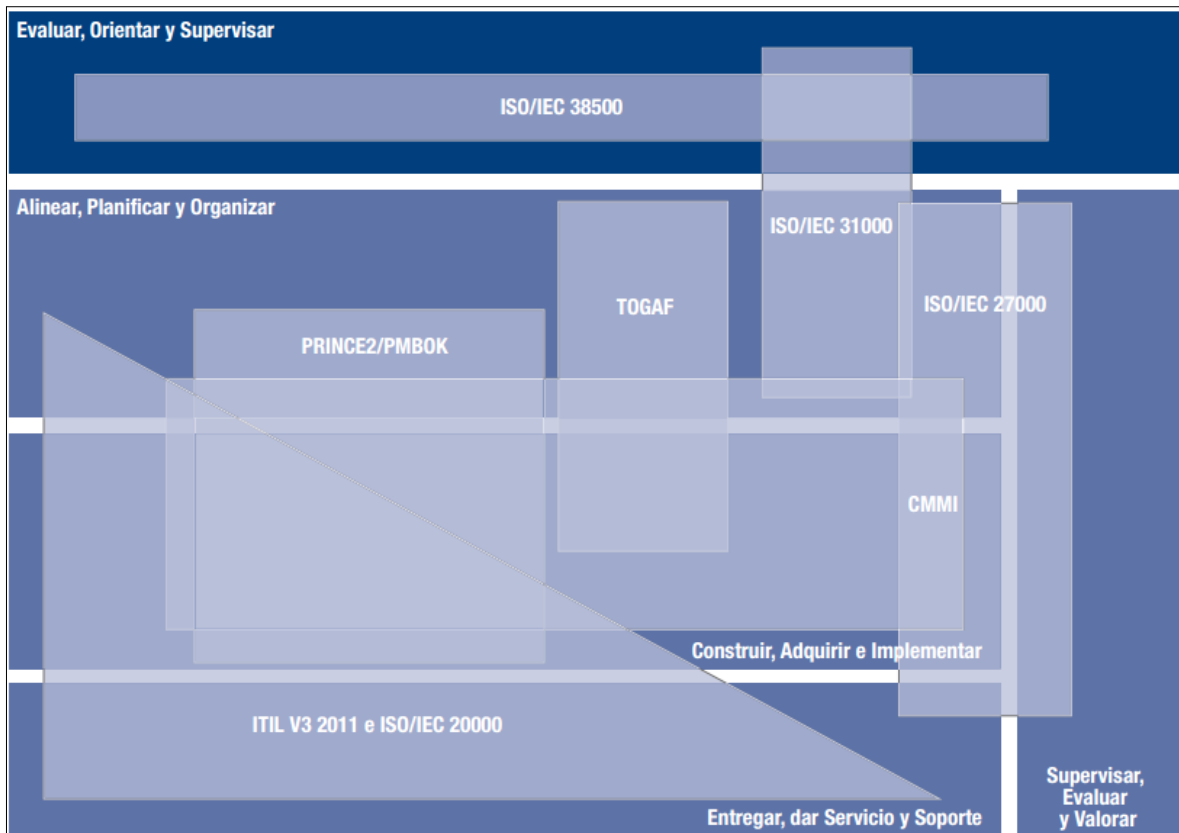 Evaluar, Orientar y Supervisar
ISO/IEC 38500
Alinear, Planificar y Organizar
ISO/IEC 31000
TOGAF
ISO/IEC 27000
PRINCE2/PMBOK
CMMI
Construir, Adquirir e Implementar
ITIL V3 2011 e ISO/IEC 20000
Entregar, dar Servicio y Soporte
Supervisar,
Evaluar
y Valorar